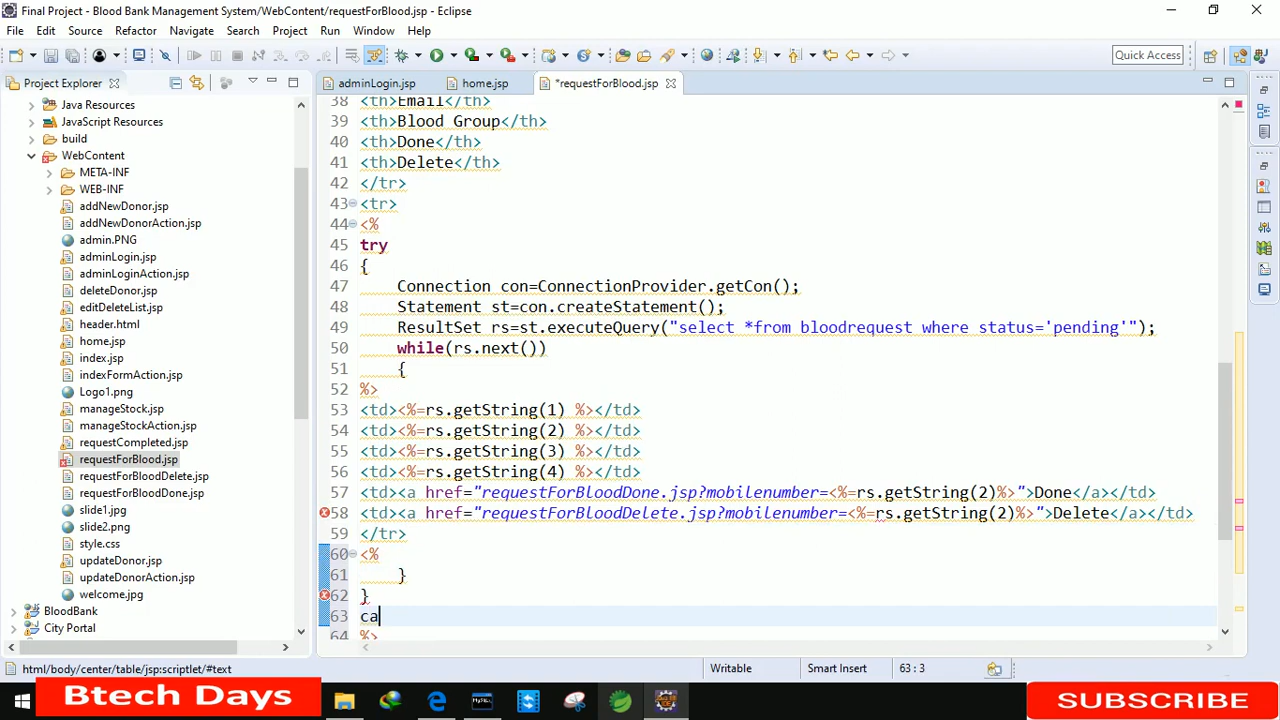 Final Project - Blood Bank Management System/WebContent/requestForBlood.jsp - Eclipse
File Edit Source Refactor Navigate Search Project Run Window Help
Quick Access
Project Explorer
adminLogin.jsp
home.jsp
*requestForBlood.jsp
Java Resources
JavaScript Resources
build
WebContent
META-INF
WEB-INF
addNewDonor.jsp
addNewDonorAction.jsp
admin.PNG
adminLogin.jsp
adminLoginAction.jsp
deleteDonor.jsp
editDeleteList.jsp
header.html
home.jsp
index.jsp
indexFormAction.jsp
Logo1.png
manageStock.jsp
manageStockAction.jsp
requestCompleted.jsp
requestForBlood.jsp
requestForBloodDelete.jsp
requestForBloodDone.jsp
slide1.jpg
slide2.png
style.css
updateDonor.jsp
updateDonorAction.jsp
welcome.jpg
BloodBank
City Portal
38 <th>Email</th>
39 <th>Blood Group</th>
40 <th>Done</th>
41 <th>Delete</th>
42 </tr>
43 <tr>
44 <%
45 try
46 {
47 Connection con=ConnectionProvider.getCon();
48 Statement st=con.createStatement();
49 ResultSet rs=st.executeQuery("select *from bloodrequest where status='pending'");
50 while(rs.next())
51 {
52 %>
53 <td><%=rs.getString(1) %></td>
54 <td><%=rs.getString(2) %></td>
55 <td><%=rs.getString(3) %></td>
56 <td><%=rs.getString(4) %></td>
57 <td><a href="requestForBloodDone.jsp?mobilenumber=<%=rs.getString(2)%>">Done</a></td>
58 <td><a href="requestForBloodDelete.jsp?mobilenumber=<%=rs.getString(2)%>">Delete</a></td>
59 </tr>
60 <%
61 }
62 }
63 ca
64 %>
html/body/center/table/jsp:scriptlet/#text
Writable
Smart Insert
63 : 3
Btech Days
SUBSCRIBE